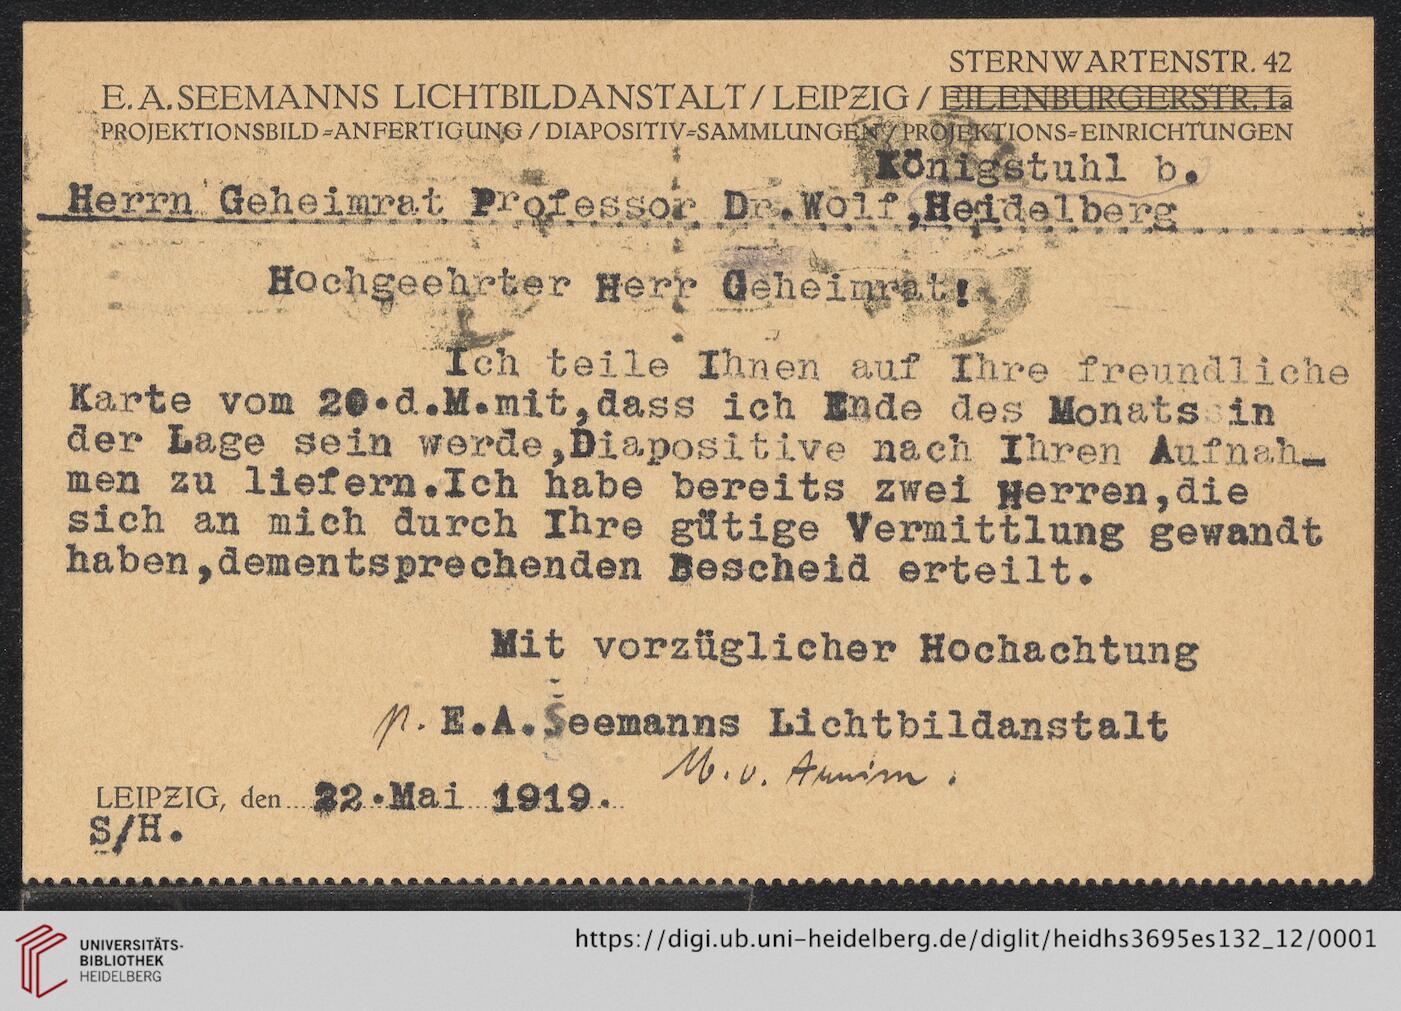 STERNWARTENSTR. 42
E. A. SEEMANNS LICHTBILDANSTALT / LEIPZIG / EILENBURGERSTR. 1a
PROJEKTIONSBILD-ANFERTIGUNG / DIAPOSITIV-SAMMLUNGEN / PROJEKTIONS-EINRICHTUNGEN
Königstuhl b.
Herrn Geheimrat Professor Dr.Wolf,Heidelberg
Hochgeehrter Herr Geheimrat!
Ich teile Ihnen auf Ihre freundliche
Karte vom 20.d.M.mit,dass ich Ende des Monats in
der Lage sein werde,Diapositive nach Ihren Aufnah-
men zu liefern.Ich habe bereits zwei Herren,die
sich an mich durch Ihre gütige Vermittlung gewandt
haben,dementsprechenden Bescheid erteilt.
Mit vorzüglicher Hochachtung
p. E.A.Seemanns Lichtbildanstalt
M. v. Arnim.
LEIPZIG, den 22.Mai 1919.
S/H.
UNIVERSITÄTS-
BIBLIOTHEK
HEIDELBERG
https://digi.ub.uni-heidelberg.de/diglit/heidhs3695es132_12/0001